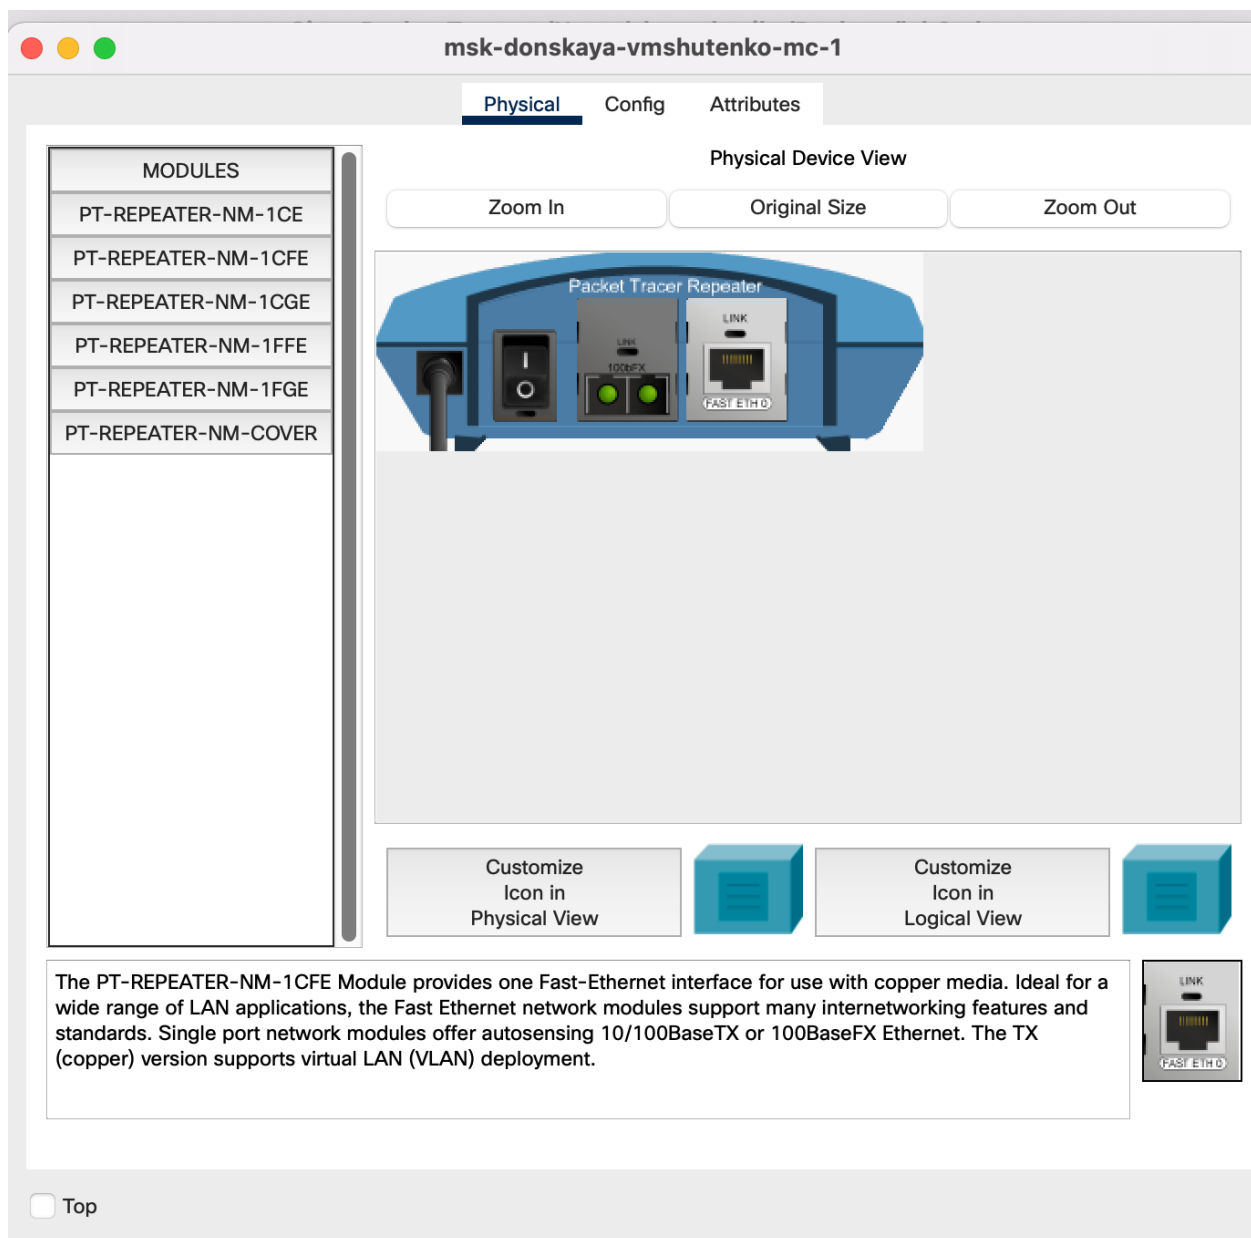 msk-donskaya-vmshutenko-mc-1
Physical Config Attributes
MODULES
PT-REPEATER-NM-1CE
PT-REPEATER-NM-1CFE
PT-REPEATER-NM-1CGE
PT-REPEATER-NM-1FFE
PT-REPEATER-NM-1FGE
PT-REPEATER-NM-COVER
Physical Device View
Zoom In Original Size Zoom Out
Packet Tracer Repeater
LINK
LINK
100bFX
I
O
FAST ETH 0
Customize
Icon in
Physical View
Customize
Icon in
Logical View
The PT-REPEATER-NM-1CFE Module provides one Fast-Ethernet interface for use with copper media. Ideal for a
wide range of LAN applications, the Fast Ethernet network modules support many internetworking features and
standards. Single port network modules offer autosensing 10/100BaseTX or 100BaseFX Ethernet. The TX
(copper) version supports virtual LAN (VLAN) deployment.
LINK
FAST ETH 0
Top